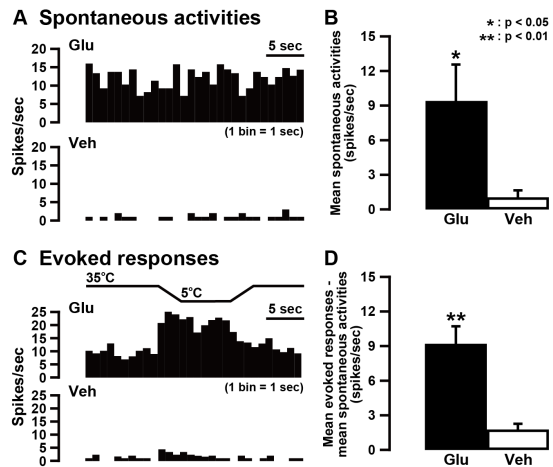 A Spontaneous activities
Glu
5 sec
20
15
10
5
0
(1 bin = 1 sec)
Spikes/sec
Veh
20
15
10
5
0
B
* : p < 0.05
** : p < 0.01
Mean spontaneous activities
(spikes/sec)
15
12
9
6
3
0
*
Glu Veh
C Evoked responses
35°C
5°C
Glu
5 sec
25
20
15
10
5
0
(1 bin = 1 sec)
Spikes/sec
Veh
25
20
15
10
5
0
D
Mean evoked responses -
mean spontaneous activities
(spikes/sec)
15
12
9
6
3
0
**
Glu Veh